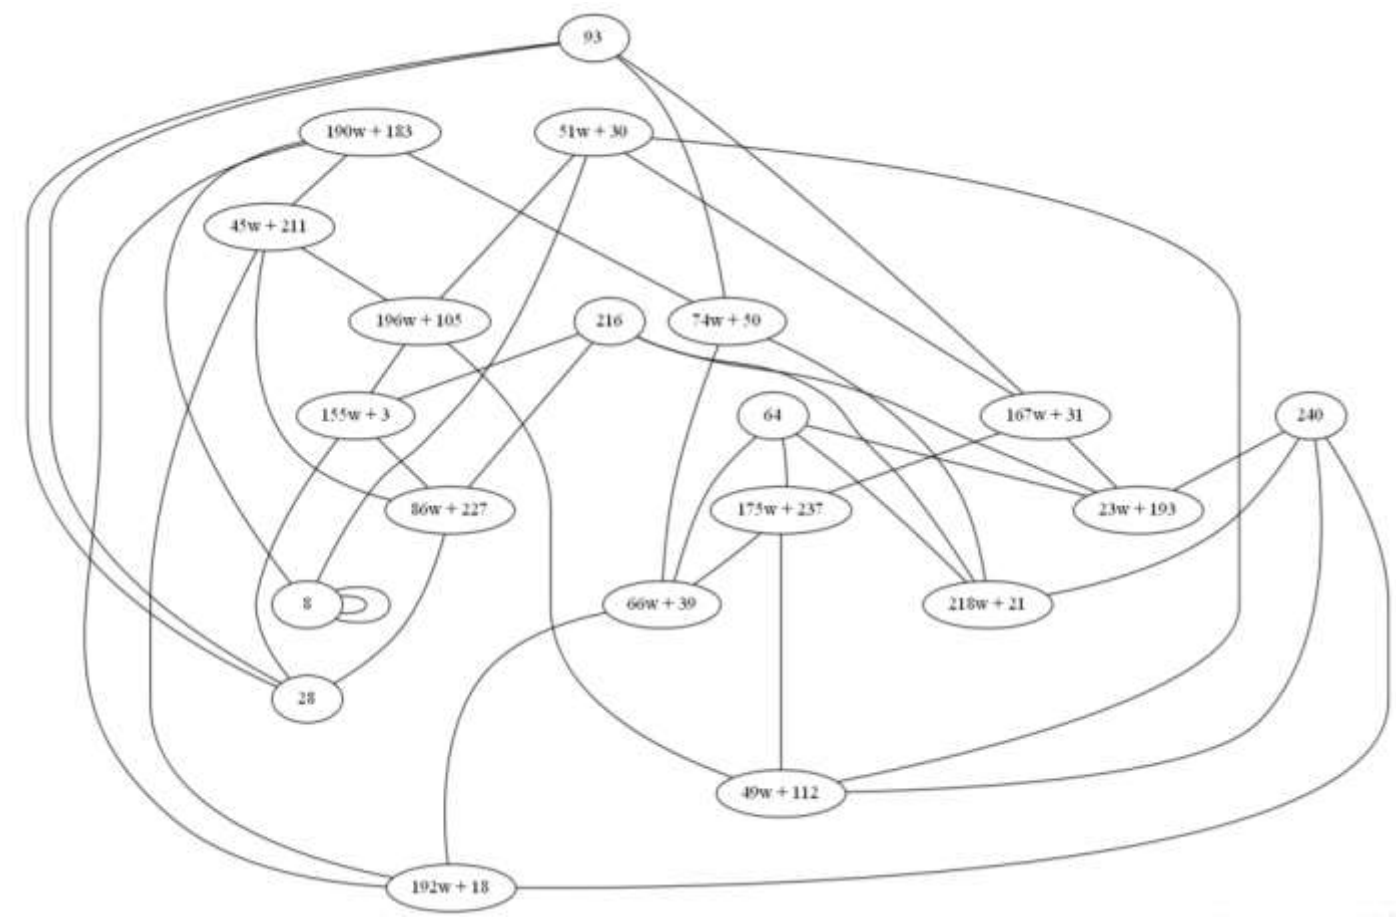 93
190w + 183
51w + 30
45w + 211
196w + 105
216
74w + 50
155w + 3
64
167w + 31
240
86w + 227
175w + 237
23w + 193
8
66w + 39
218w + 21
28
49w + 112
192w + 18